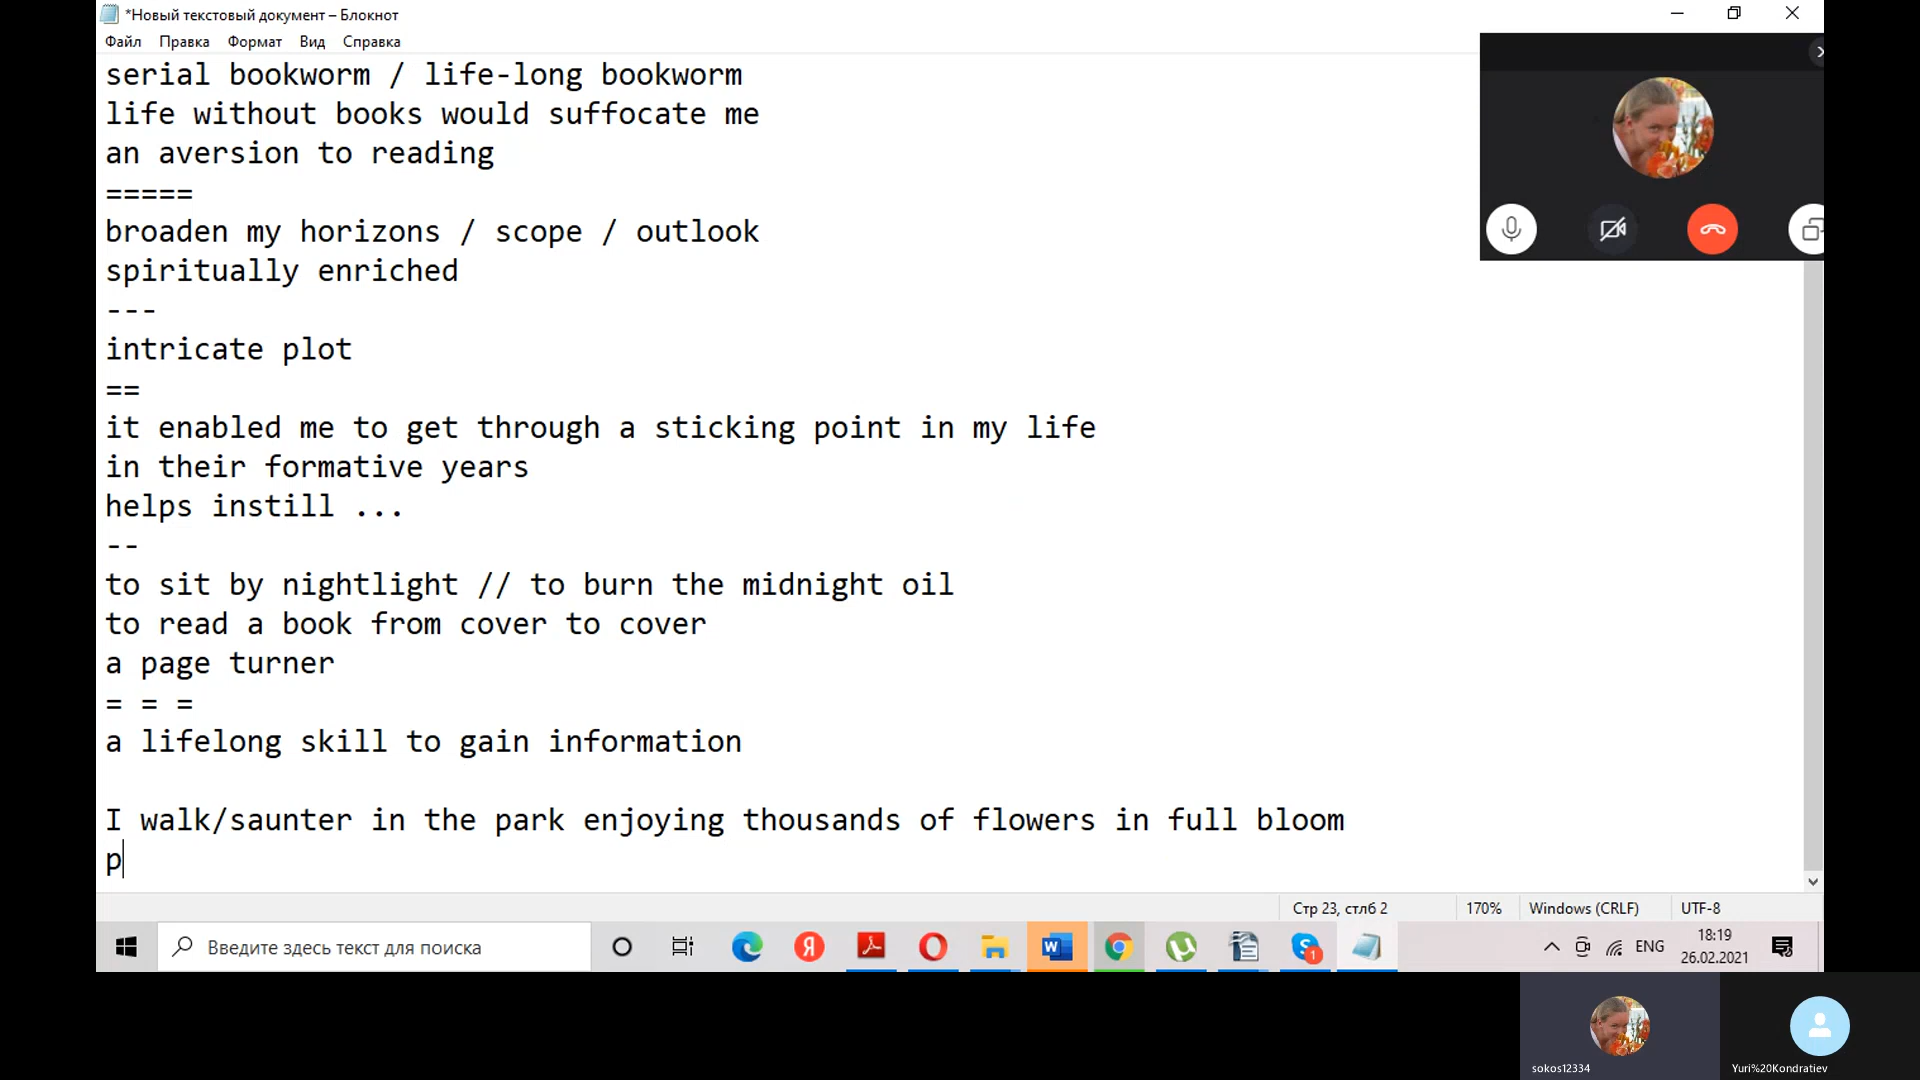 *Новый текстовый документ – Блокнот
Файл Правка Формат Вид Справка
serial bookworm / life-long bookworm
life without books would suffocate me
an aversion to reading
=====
broaden my horizons / scope / outlook
spiritually enriched
---
intricate plot
==
it enabled me to get through a sticking point in my life
in their formative years
helps instill ...
--
to sit by nightlight // to burn the midnight oil
to read a book from cover to cover
a page turner
= = =
a lifelong skill to gain information
I walk/saunter in the park enjoying thousands of flowers in full bloom
p
Стр 23, стлб 2 170% Windows (CRLF) UTF-8
Введите здесь текст для поиска
Я
W
1
ENG
18:19
26.02.2021
sokos12334
Yuri%20Kondratiev